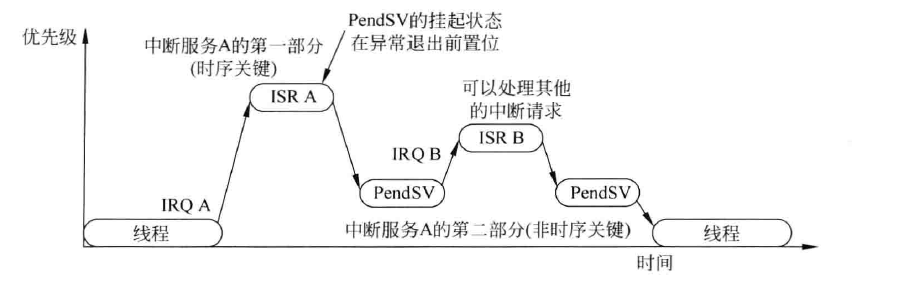 PendSV的挂起状态
在异常退出前置位
优先级
中断服务A的第一部分
(时序关键)
可以处理其他
的中断请求
ISR A
ISR B
IRQ B
PendSV
PendSV
IRQ A
线程
中断服务A的第二部分(非时序关键)
线程
时间